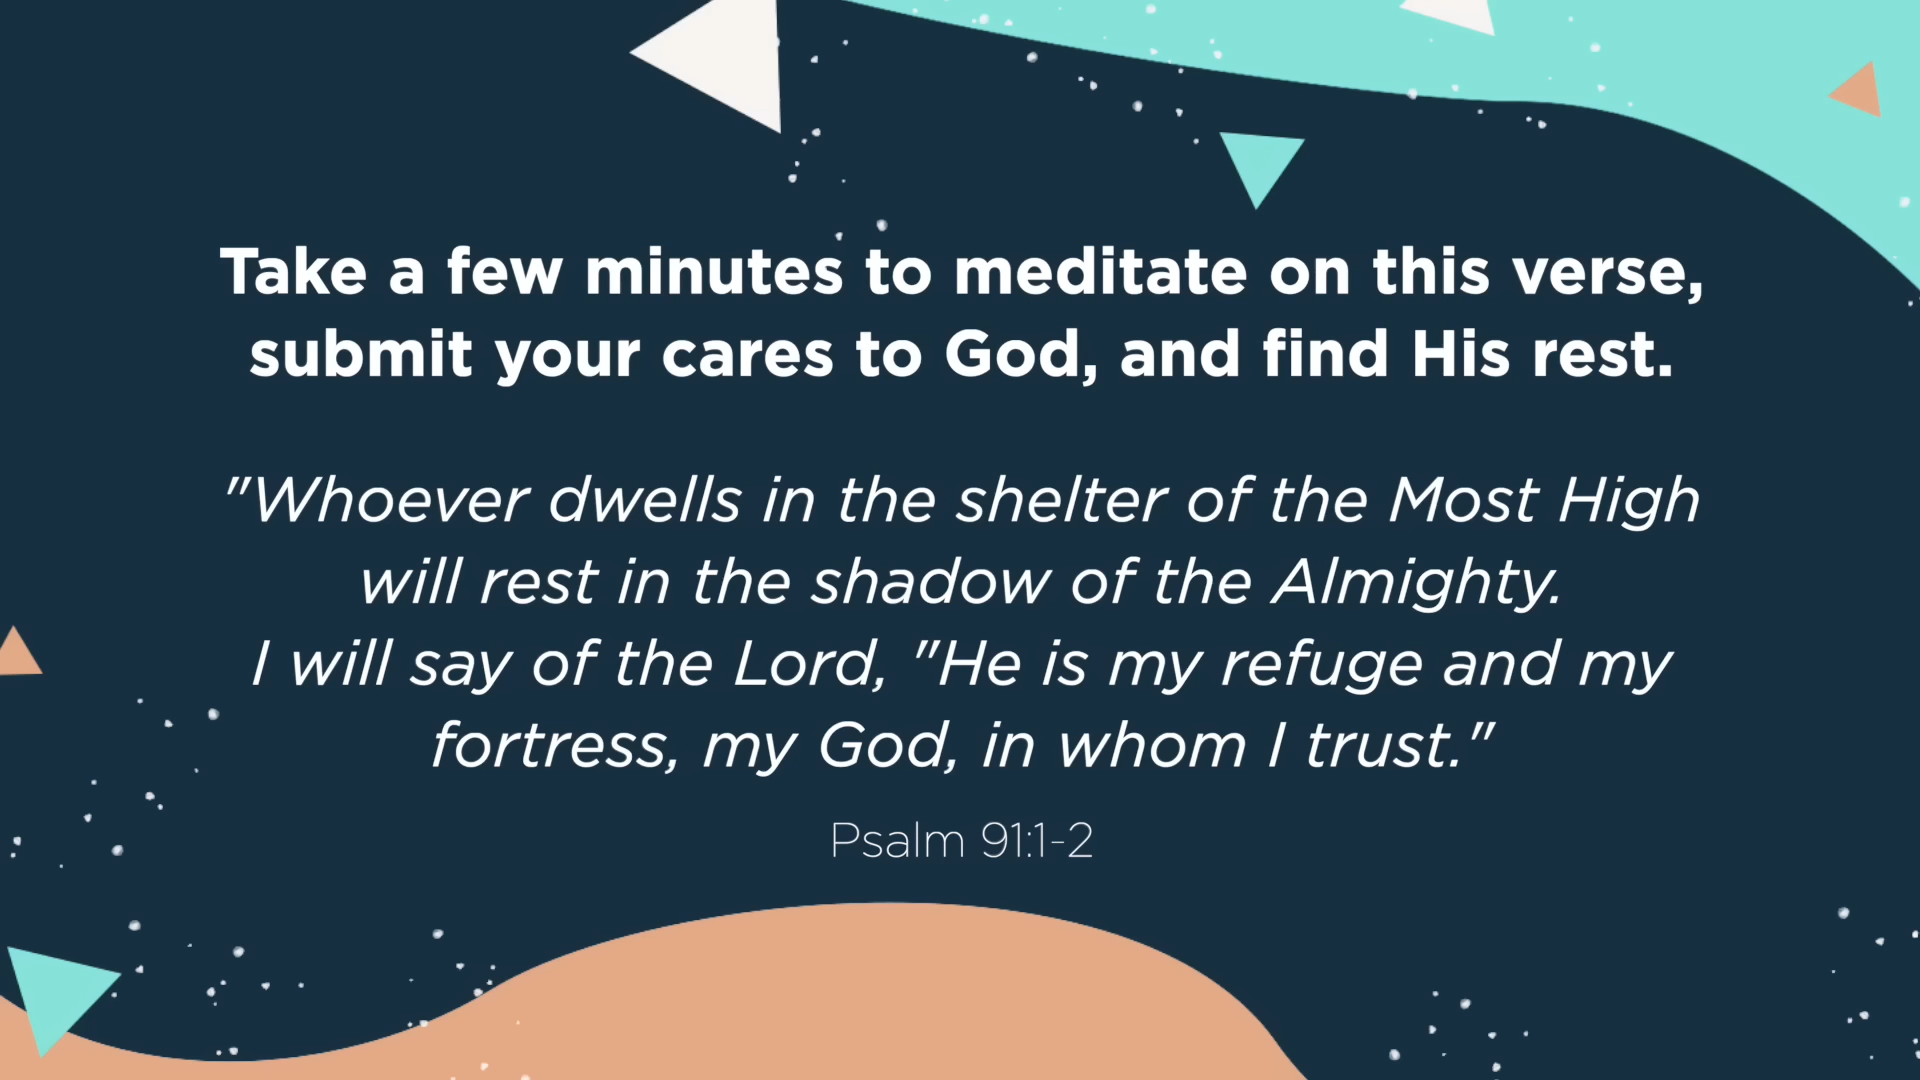 Take a few minutes to meditate on this verse,
submit your cares to God, and find His rest.
"Whoever dwells in the shelter of the Most High
will rest in the shadow of the Almighty.
I will say of the Lord, "He is my refuge and my
fortress, my God, in whom I trust."
Psalm 91:1-2